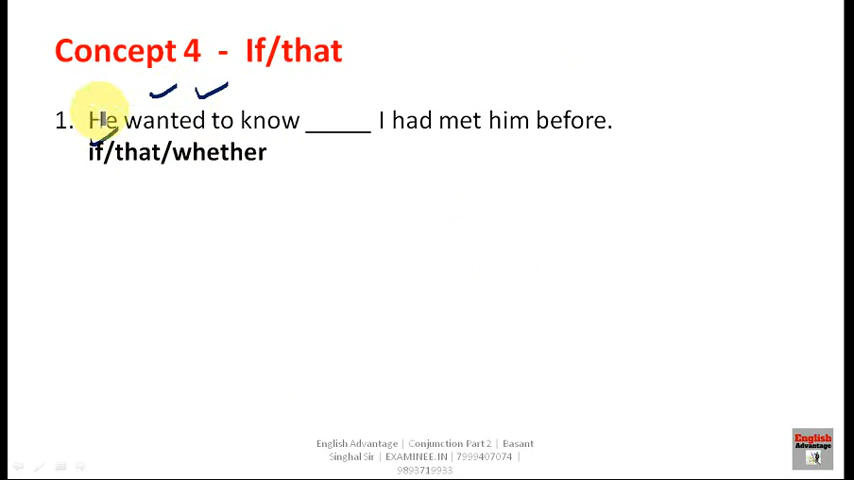 Concept 4 - If/that
1. He wanted to know _____ I had met him before.
if/that/whether
English Advantage | Conjunction Part 2 | Basant
Singhal Sir | EXAMINEE.IN | 7999407074 |
9893719933
English
Advantage